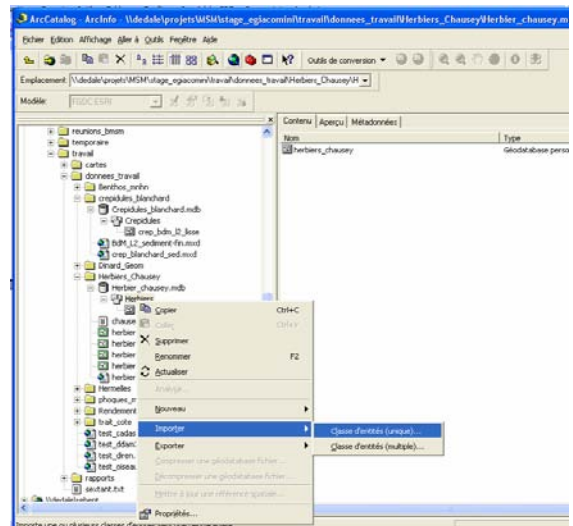 ArcCatalog - ArcInfo - \\dedale\projets\MSM\stage_egiacomini\travail\donnees_travail\Herbiers_Chausey\Herbier_chausey.m
Fichier Edition Affichage Aller à Outils Fenêtre Aide
Outils de conversion
Emplacement: \\dedale\projets\MSM\stage_egiacomini\travail\donnees_travail\Herbiers_Chausey\H
Modèle: FGDC ESRI
Contenu Aperçu Métadonnées
Nom Type
herbiers_chausey Géodatabase perso
reunions_bmsm
temporaire
travail
cartes
donnees_travail
Benthos_mnhn
crepidules_blanchard
Crepidules_blanchard.mdb
Crepidules
crep_bdm_l2_lisse
BdM_L2_sediment-fin.mxd
crep_blanchard_sed.mxd
Dinard_Geom
Herbiers_Chausey
Herbier_chausey.mdb
Herbiers
chause
herbier
herbier
herbier
herbier
herbier
Hermelles
phoques_m
Rendement
trait_cote
test_cadas
test_ddam
test_diren.
test_oiseau
rapports
sextant.txt
Copier Ctrl+C
Coller Ctrl+V
Supprimer
Renommer F2
Actualiser
Analyse...
Nouveau
Importer
Exporter
Compresser une géodatabase fichier ...
Décompresser une géodatabase fichier ...
Mettre à jour une référence spatiale...
Propriétés...
Classe d'entités (unique)...
Classe d'entités (multiple)...